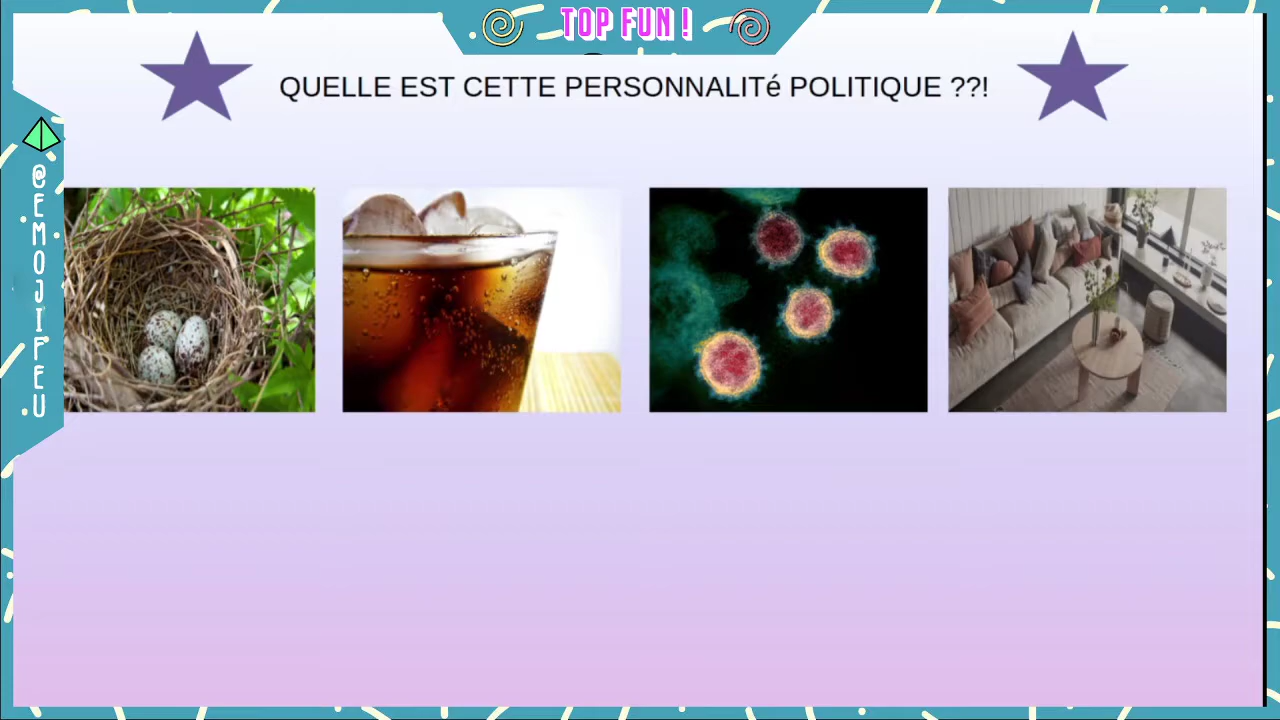 TOP FUN !
QUELLE EST CETTE PERSONNALITé POLITIQUE ??!
@EMOJIFEU